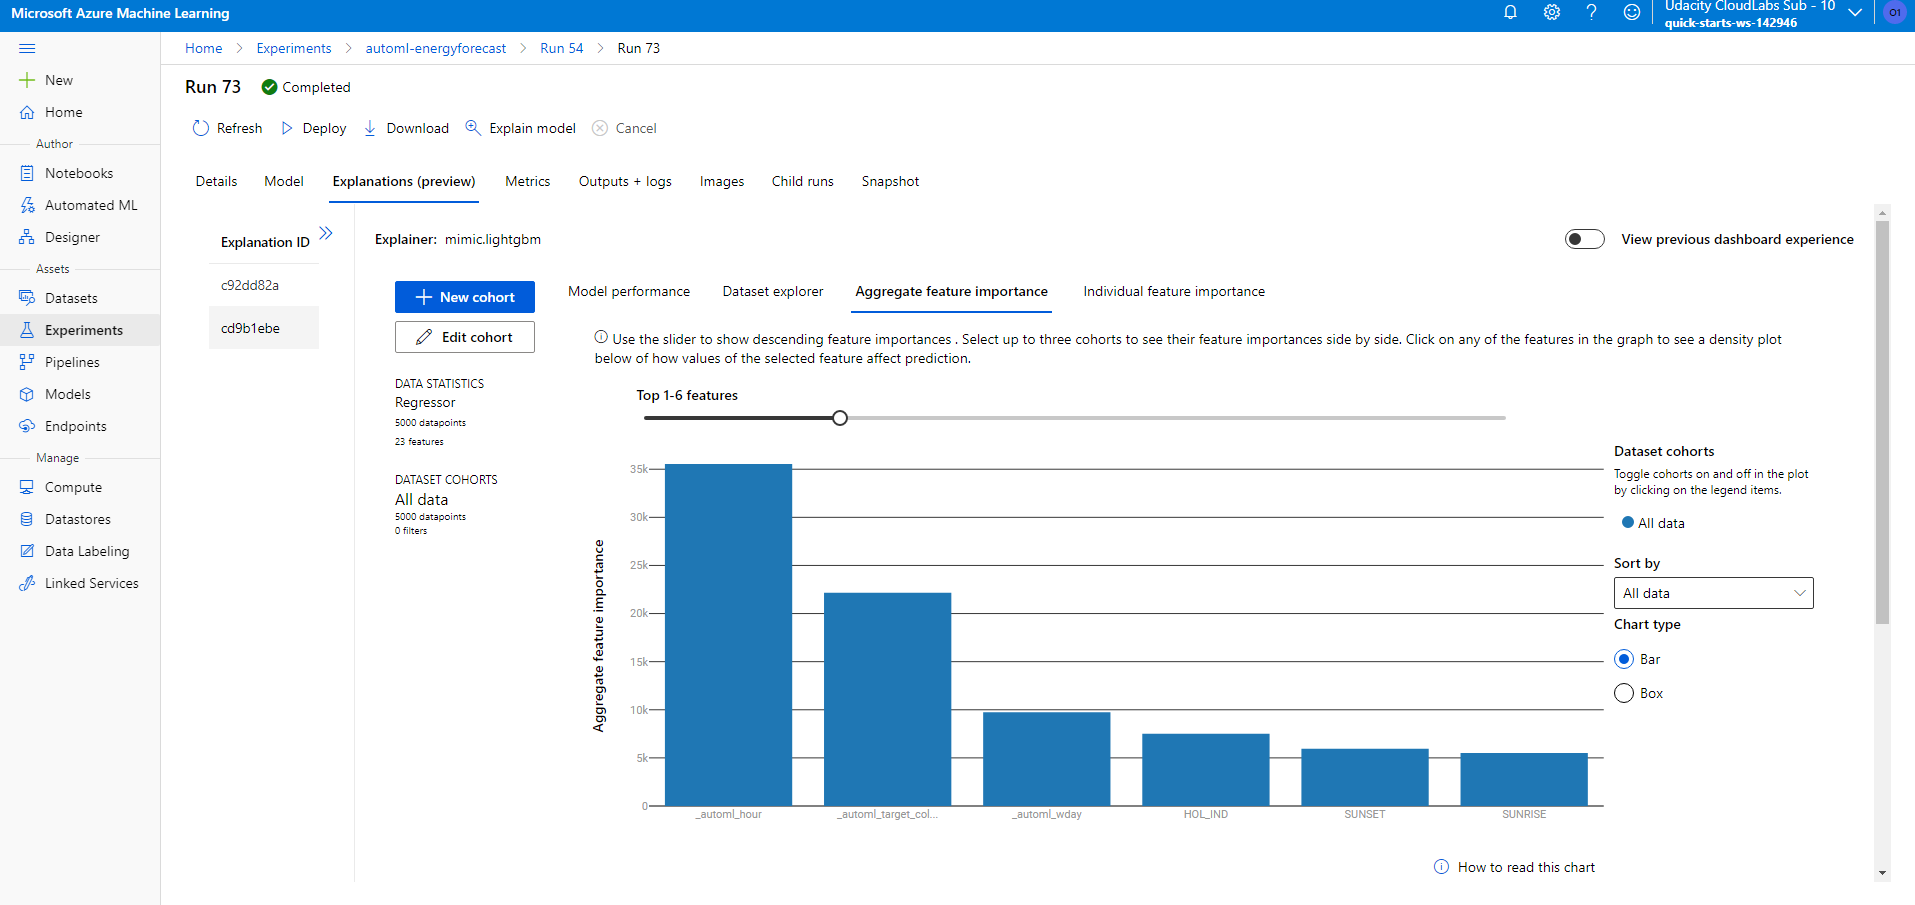 Microsoft Azure Machine Learning
Udacity CloudLabs Sub - 10
quick-starts-ws-142946
O1
Home > Experiments > automl-energyforecast > Run 54 > Run 73
New
Home
Author
Notebooks
Automated ML
Designer
Assets
Datasets
Experiments
Pipelines
Models
Endpoints
Manage
Compute
Datastores
Data Labeling
Linked Services
Run 73 Completed
Refresh Deploy Download Explain model Cancel
Details Model Explanations (preview) Metrics Outputs + logs Images Child runs Snapshot
Explanation ID
c92dd82a
cd9b1ebe
Explainer: mimic.lightgbm
View previous dashboard experience
New cohort
Edit cohort
DATA STATISTICS
Regressor
5000 datapoints
23 features
DATASET COHORTS
All data
5000 datapoints
0 filters
Model performance Dataset explorer Aggregate feature importance Individual feature importance
Use the slider to show descending feature importances . Select up to three cohorts to see their feature importances side by side. Click on any of the features in the graph to see a density plot
below of how values of the selected feature affect prediction.
Top 1-6 features
Aggregate feature importance
35k
30k
25k
20k
15k
10k
5k
0
_automl_hour _automl_target_col... _automl_wday HOL_IND SUNSET SUNRISE
Dataset cohorts
Toggle cohorts on and off in the plot
by clicking on the legend items.
All data
Sort by
All data
Chart type
Bar
Box
How to read this chart